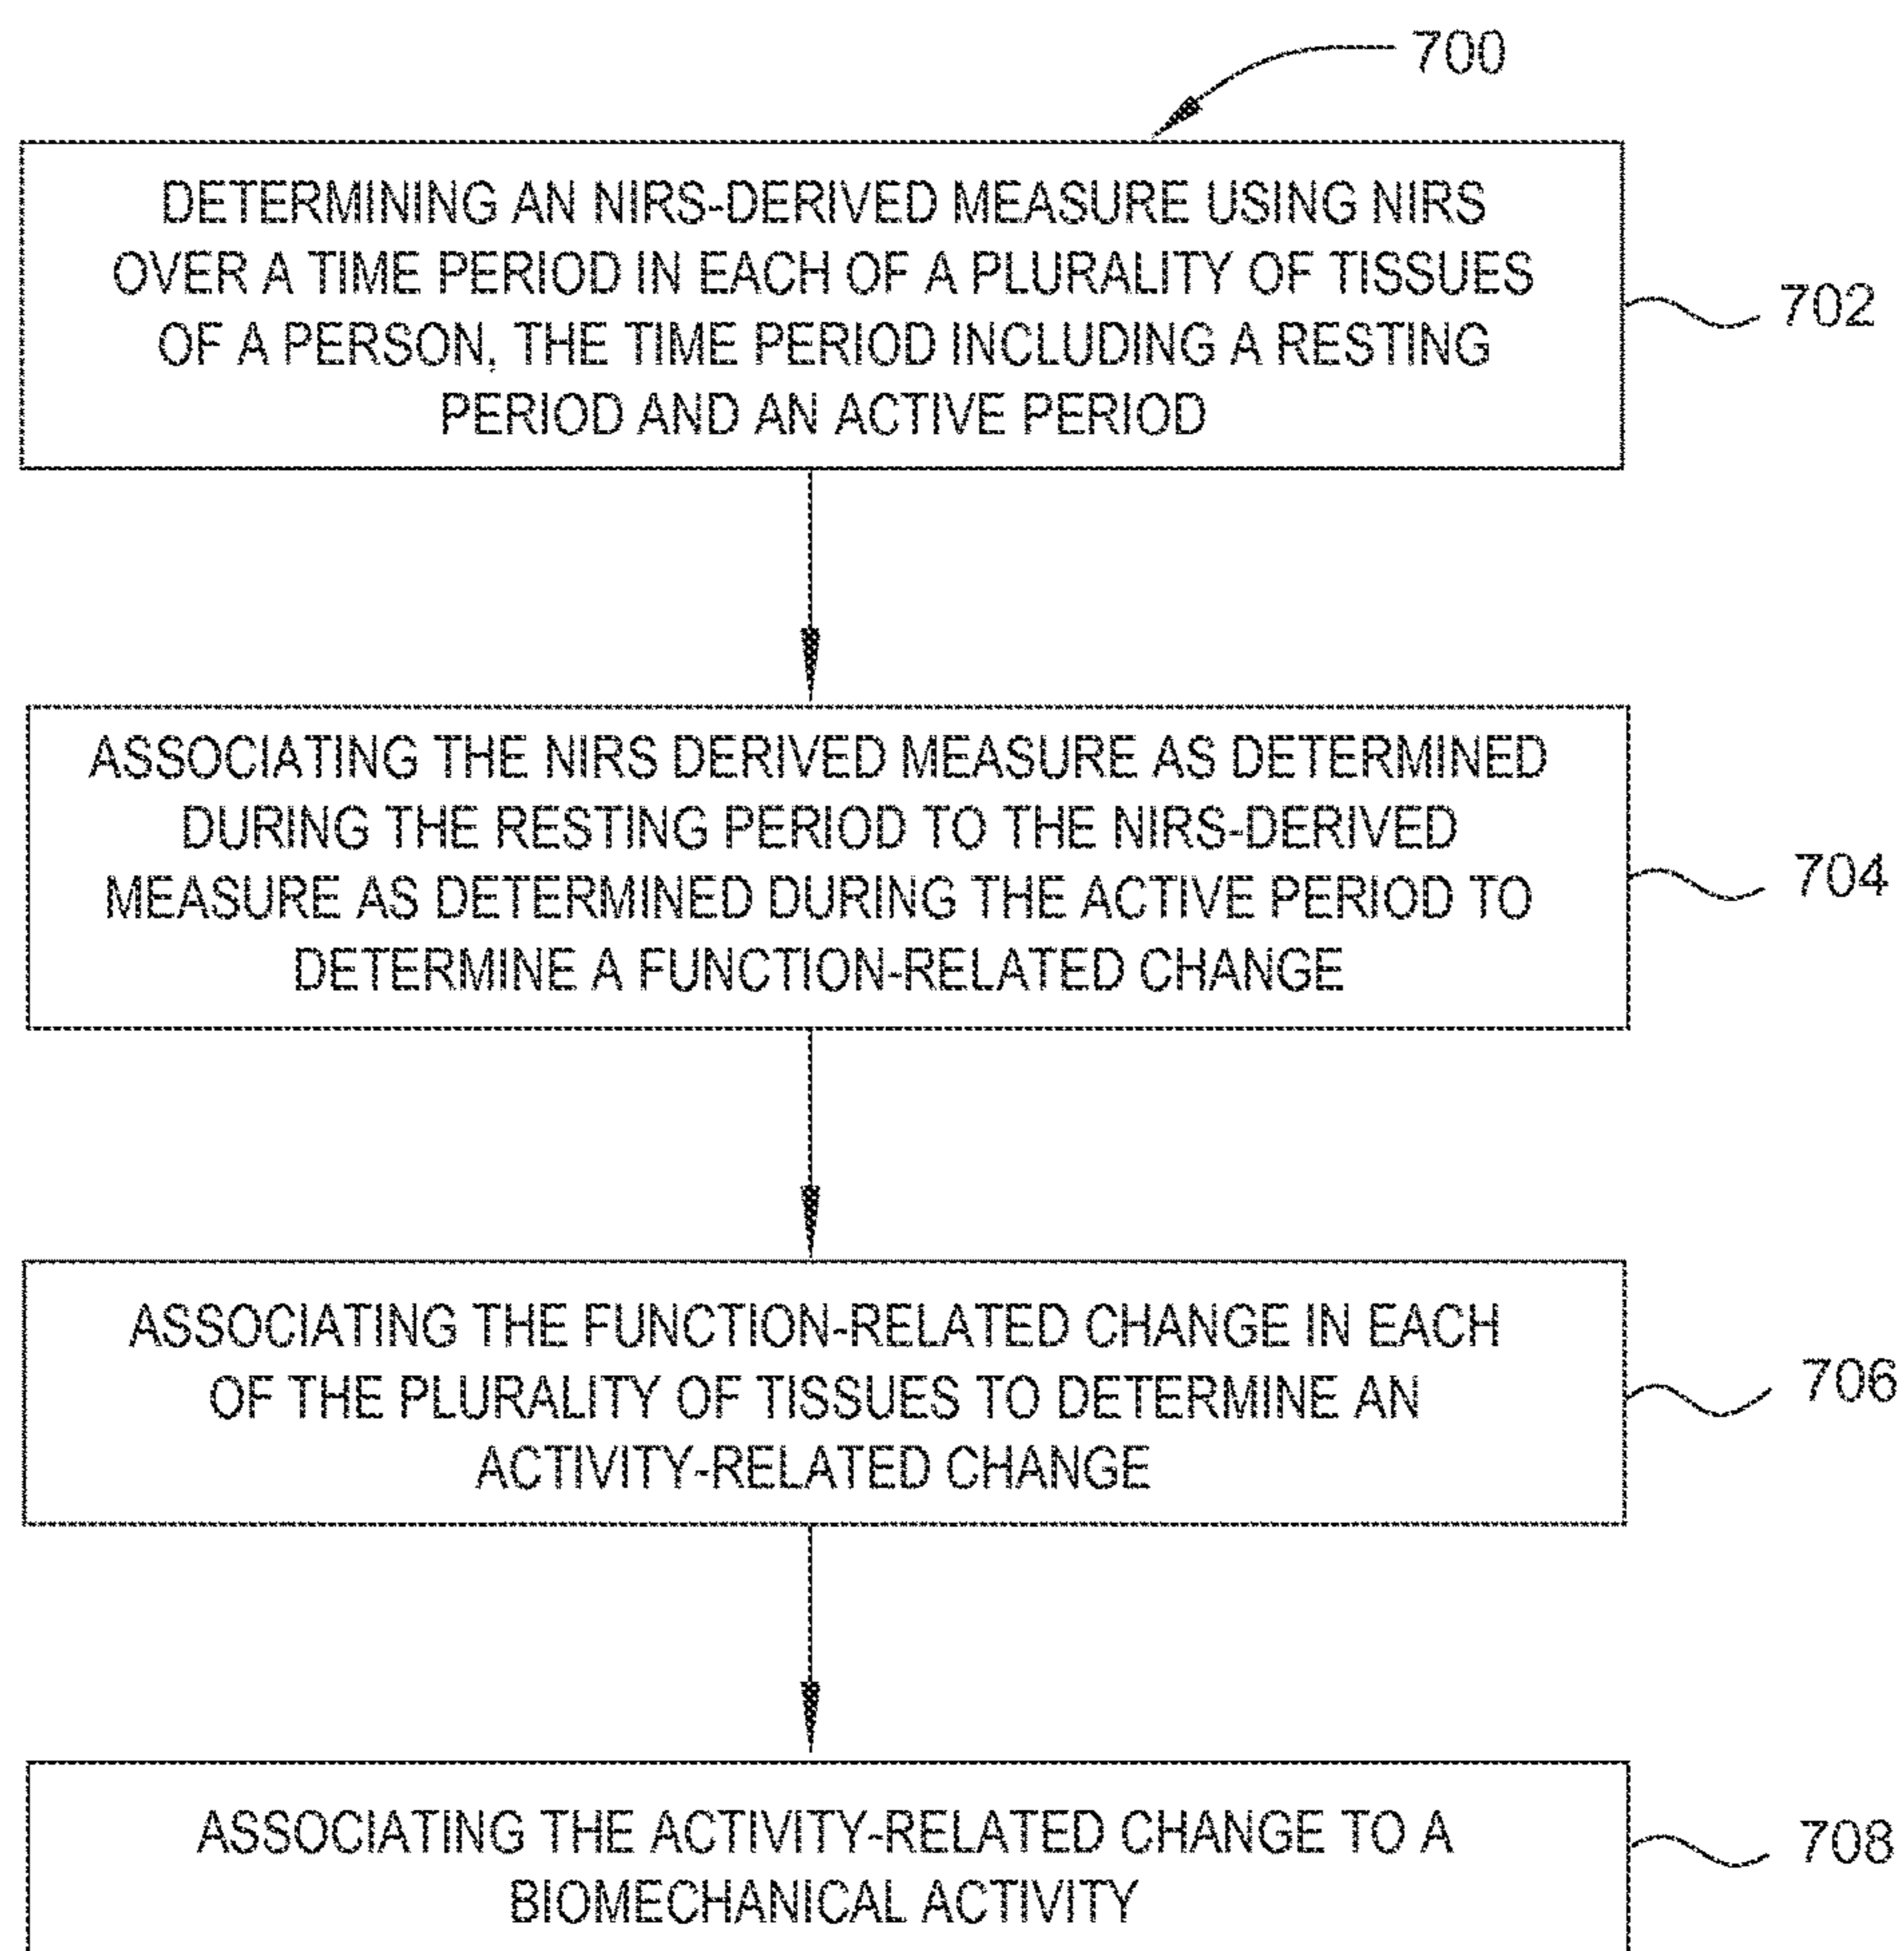 700
DETERMINING AN NIRS-DERIVED MEASURE USING NIRS
OVER A TIME PERIOD IN EACH OF A PLURALITY OF TISSUES
OF A PERSON, THE TIME PERIOD INCLUDING A RESTING
PERIOD AND AN ACTIVE PERIOD
702
ASSOCIATING THE NIRS DERIVED MEASURE AS DETERMINED
DURING THE RESTING PERIOD TO THE NIRS-DERIVED
MEASURE AS DETERMINED DURING THE ACTIVE PERIOD TO
DETERMINE A FUNCTION-RELATED CHANGE
704
ASSOCIATING THE FUNCTION-RELATED CHANGE IN EACH
OF THE PLURALITY OF TISSUES TO DETERMINE AN
ACTIVITY-RELATED CHANGE
706
ASSOCIATING THE ACTIVITY-RELATED CHANGE TO A
BIOMECHANICAL ACTIVITY
708